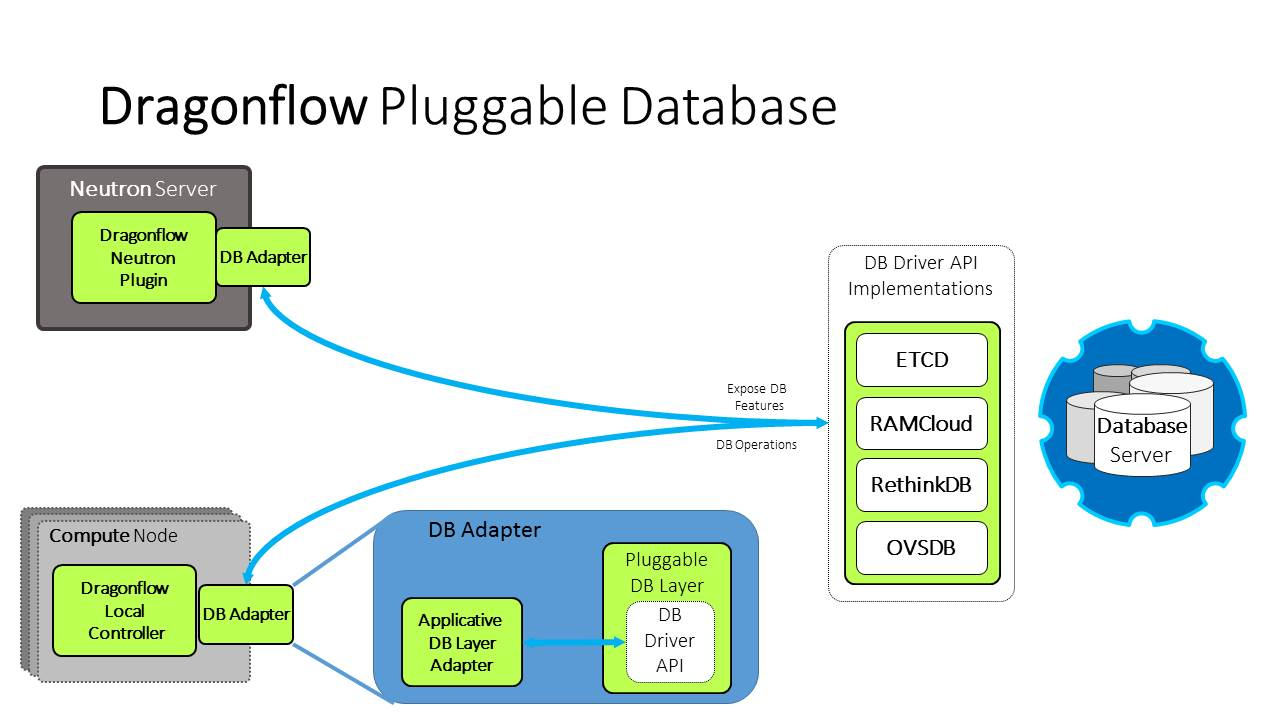 Dragonflow Pluggable Database
Neutron Server
Dragonflow
Neutron
Plugin
DB Adapter
DB Driver API
Implementations
ETCD
RAMCloud
RethinkDB
OVSDB
Expose DB
Features
DB Operations
Database
Server
Compute Node
Dragonflow
Local
Controller
DB Adapter
DB Adapter
Applicative
DB Layer
Adapter
Pluggable
DB Layer
DB
Driver
API